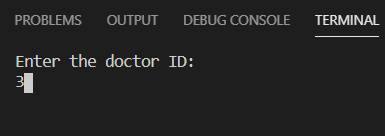 PROBLEMS OUTPUT DEBUG CONSOLE TERMINAL
Enter the doctor ID:
3